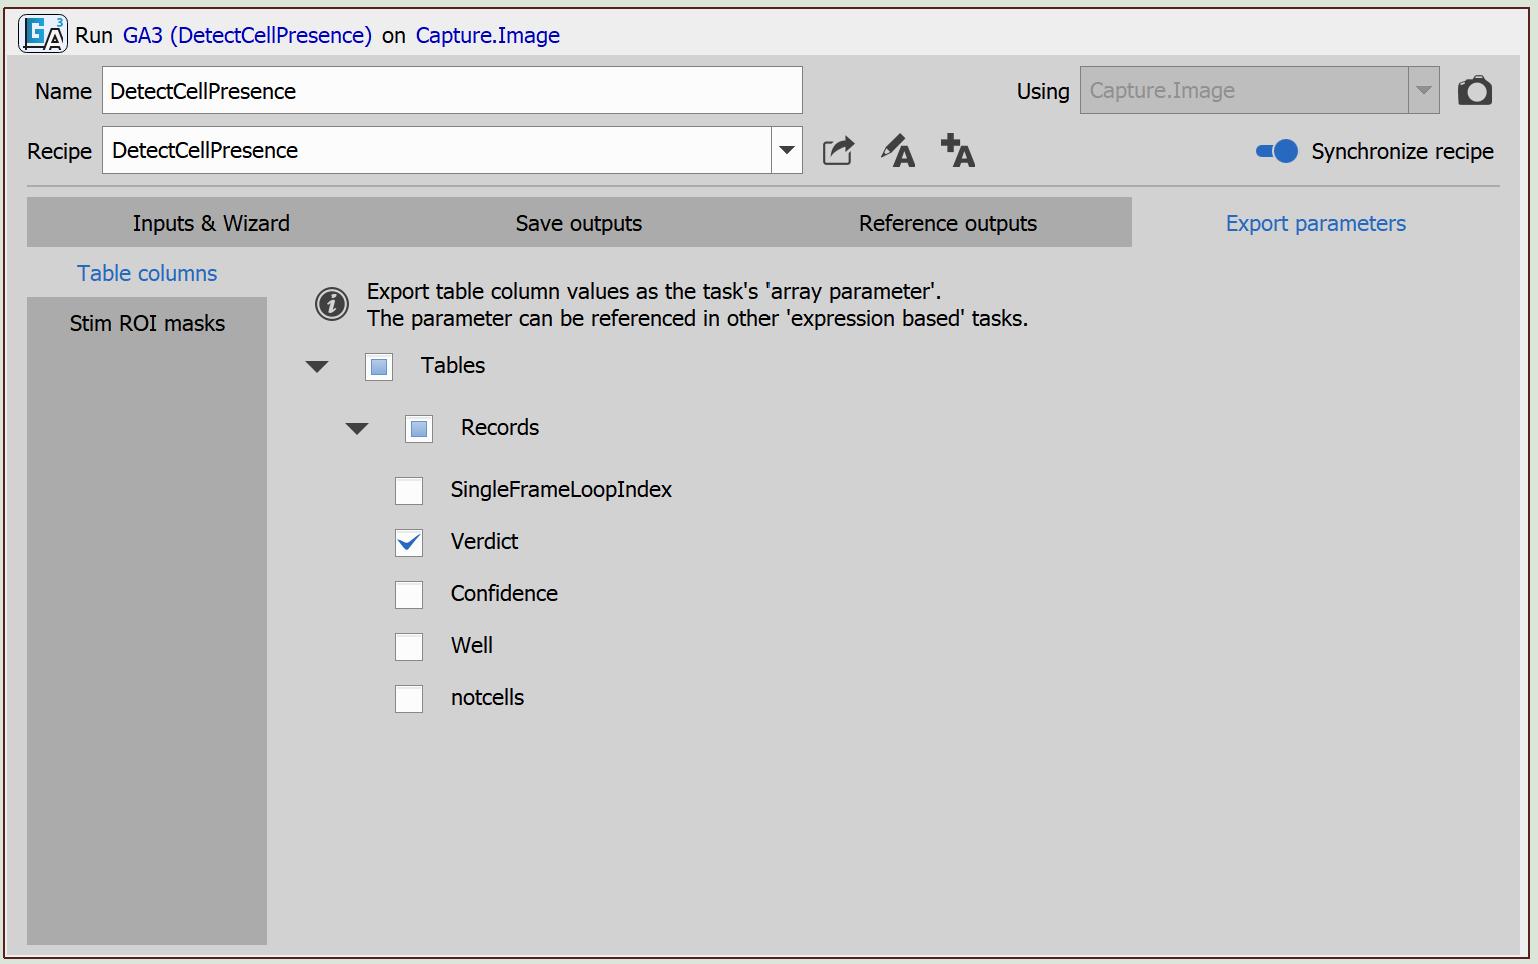 GA3 Run GA3 (DetectCellPresence) on Capture.Image
Name DetectCellPresence Using Capture.Image
Recipe DetectCellPresence Synchronize recipe
Inputs & Wizard Save outputs Reference outputs Export parameters
Table columns
Stim ROI masks
Export table column values as the task's 'array parameter'.
The parameter can be referenced in other 'expression based' tasks.
Tables
Records
SingleFrameLoopIndex
Verdict
Confidence
Well
notcells